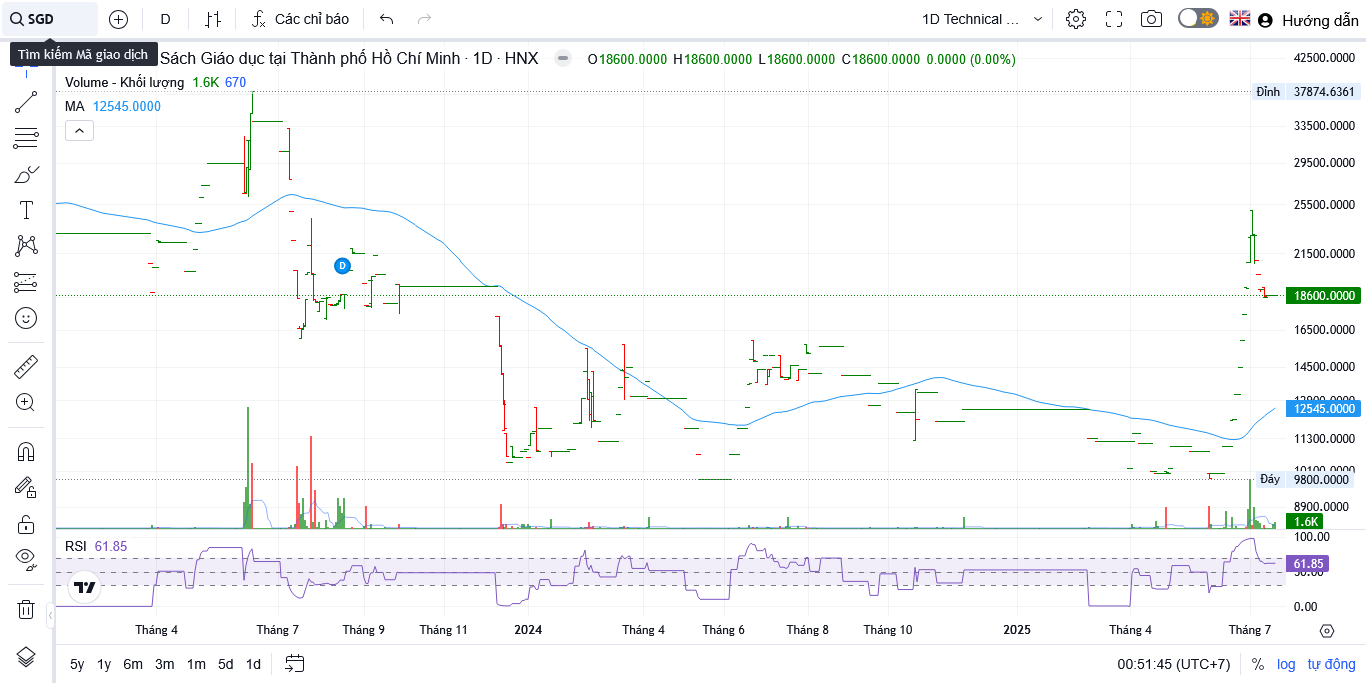 SGD
D
Các chỉ báo
1D Technical ...
Hướng dẫn
Tìm kiếm Mã giao dịch
Sách Giáo dục tại Thành phố Hồ Chí Minh · 1D · HNX
O18600.0000 H18600.0000 L18600.0000 C18600.0000 0.0000 (0.00%)
Volume - Khối lượng 1.6K 670
MA 12545.0000
42500.0000
Đỉnh 37874.6361
33500.0000
29500.0000
25500.0000
21500.0000
D
18600.0000
16500.0000
14500.0000
12545.0000
11300.0000
Đáy 9800.0000
8900.0000
1.6K
RSI 61.85
100.00
61.85
50.00
0.00
Tháng 4 Tháng 7 Tháng 9 Tháng 11 2024 Tháng 4 Tháng 6 Tháng 8 Tháng 10 2025 Tháng 4 Tháng 7
5y 1y 6m 3m 1m 5d 1d
00:51:45 (UTC+7) % log tự động